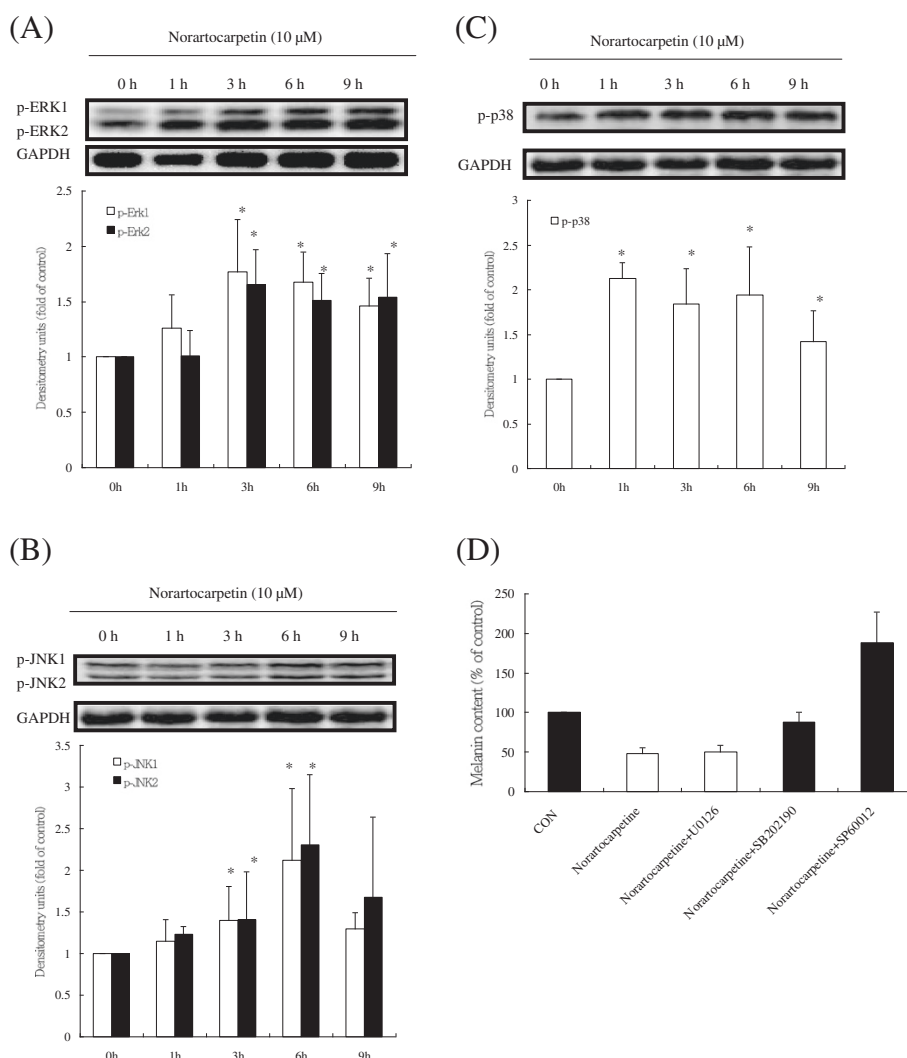 (A)
Norartocarpetin (10 µM)
0 h 1 h 3 h 6 h 9 h
p-ERK1
p-ERK2
GAPDH
Densitometry units (fold of control)
2.5
2
1.5
1
0.5
0
p-Erk1
p-Erk2
* * * * * *
0h 1h 3h 6h 9h
(B)
Norartocarpetin (10 µM)
0 h 1 h 3 h 6 h 9 h
p-JNK1
p-JNK2
GAPDH
Densitometry units (fold of control)
3.5
3
2.5
2
1.5
1
0.5
0
p-JNK1
p-JNK2
* * * *
0h 1h 3h 6h 9h
(C)
Norartocarpetin (10 µM)
0 h 1 h 3 h 6 h 9 h
p-p38
GAPDH
Densitometry units (fold of control)
3
2.5
2
1.5
1
0.5
0
p-p38
* * * *
0h 1h 3h 6h 9h
(D)
Melanin content (% of control)
250
200
150
100
50
0
CON
Norartocarpetine
Norartocarpetine+U0126
Norartocarpetine+SB202190
Norartocarpetine+SP60012